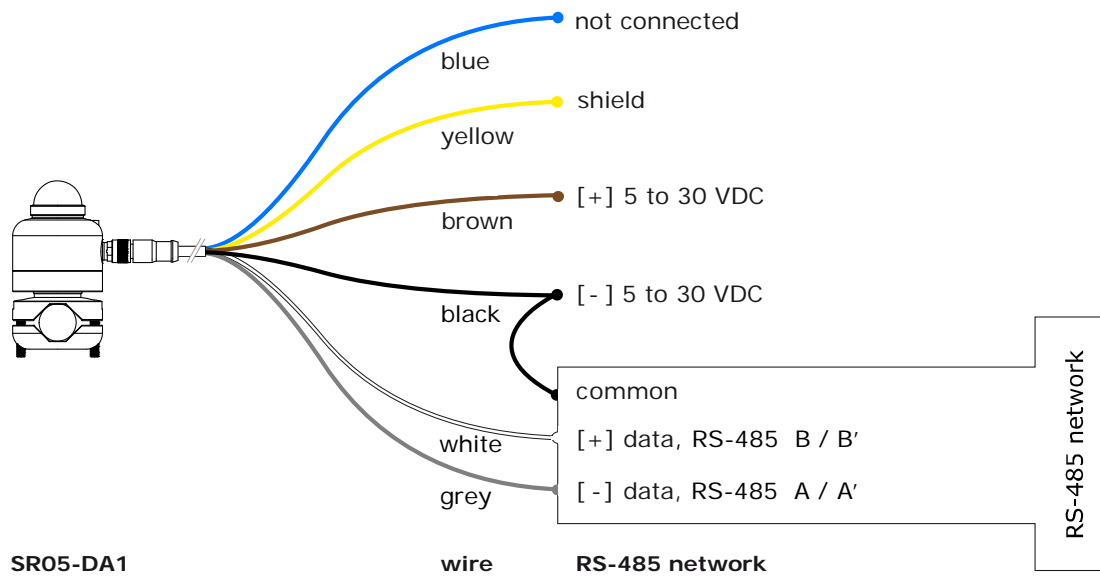 not connected
blue
shield
yellow
[+] 5 to 30 VDC
brown
[-] 5 to 30 VDC
black
common
[+] data, RS-485 B / B'
white
[-] data, RS-485 A / A'
grey
RS-485 network
SR05-DA1 wire RS-485 network